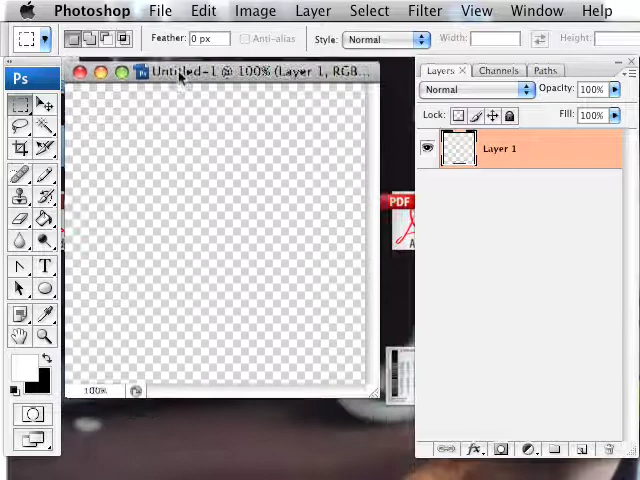 Photoshop File Edit Image Layer Select Filter View Window Help
Feather: 0 px Anti-alias Style: Normal Width: Height:
Ps
Untitled-1 @ 100% (Layer 1, RGB...
Layers × Channels Paths
Normal Opacity: 100%
Lock: Fill: 100%
Layer 1
PDF
T
100%
fx